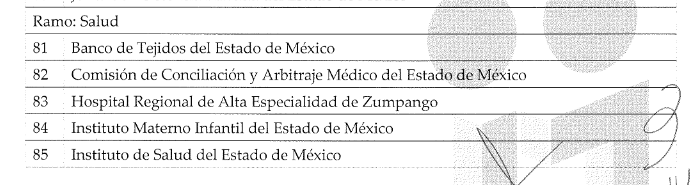 Ramo: Salud
81 Banco de Tejidos del Estado de México
82 Comisión de Conciliación y Arbitraje Médico del Estado de México
83 Hospital Regional de Alta Especialidad de Zumpango
84 Instituto Materno Infantil del Estado de México
85 Instituto de Salud del Estado de México